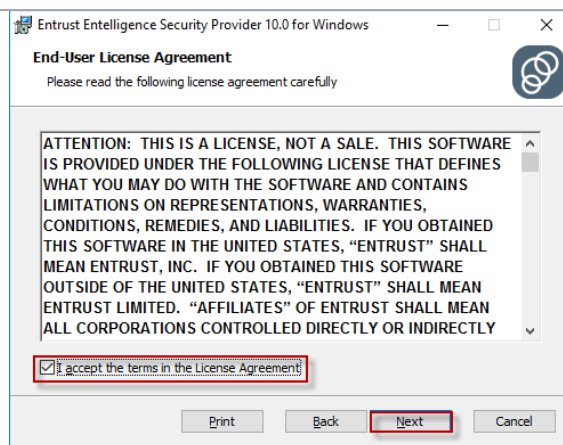 Entrust Intelligence Security Provider 10.0 for Windows
End-User License Agreement
Please read the following license agreement carefully
ATTENTION: THIS IS A LICENSE, NOT A SALE. THIS SOFTWARE
IS PROVIDED UNDER THE FOLLOWING LICENSE THAT DEFINES
WHAT YOU MAY DO WITH THE SOFTWARE AND CONTAINS
LIMITATIONS ON REPRESENTATIONS, WARRANTIES,
CONDITIONS, REMEDIES, AND LIABILITIES. IF YOU OBTAINED
THIS SOFTWARE IN THE UNITED STATES, “ENTRUST” SHALL
MEAN ENTRUST, INC. IF YOU OBTAINED THIS SOFTWARE
OUTSIDE OF THE UNITED STATES, “ENTRUST” SHALL MEAN
ENTRUST LIMITED. “AFFILIATES” OF ENTRUST SHALL MEAN
ALL CORPORATIONS CONTROLLED DIRECTLY OR INDIRECTLY
I accept the terms in the License Agreement
Print Back Next Cancel